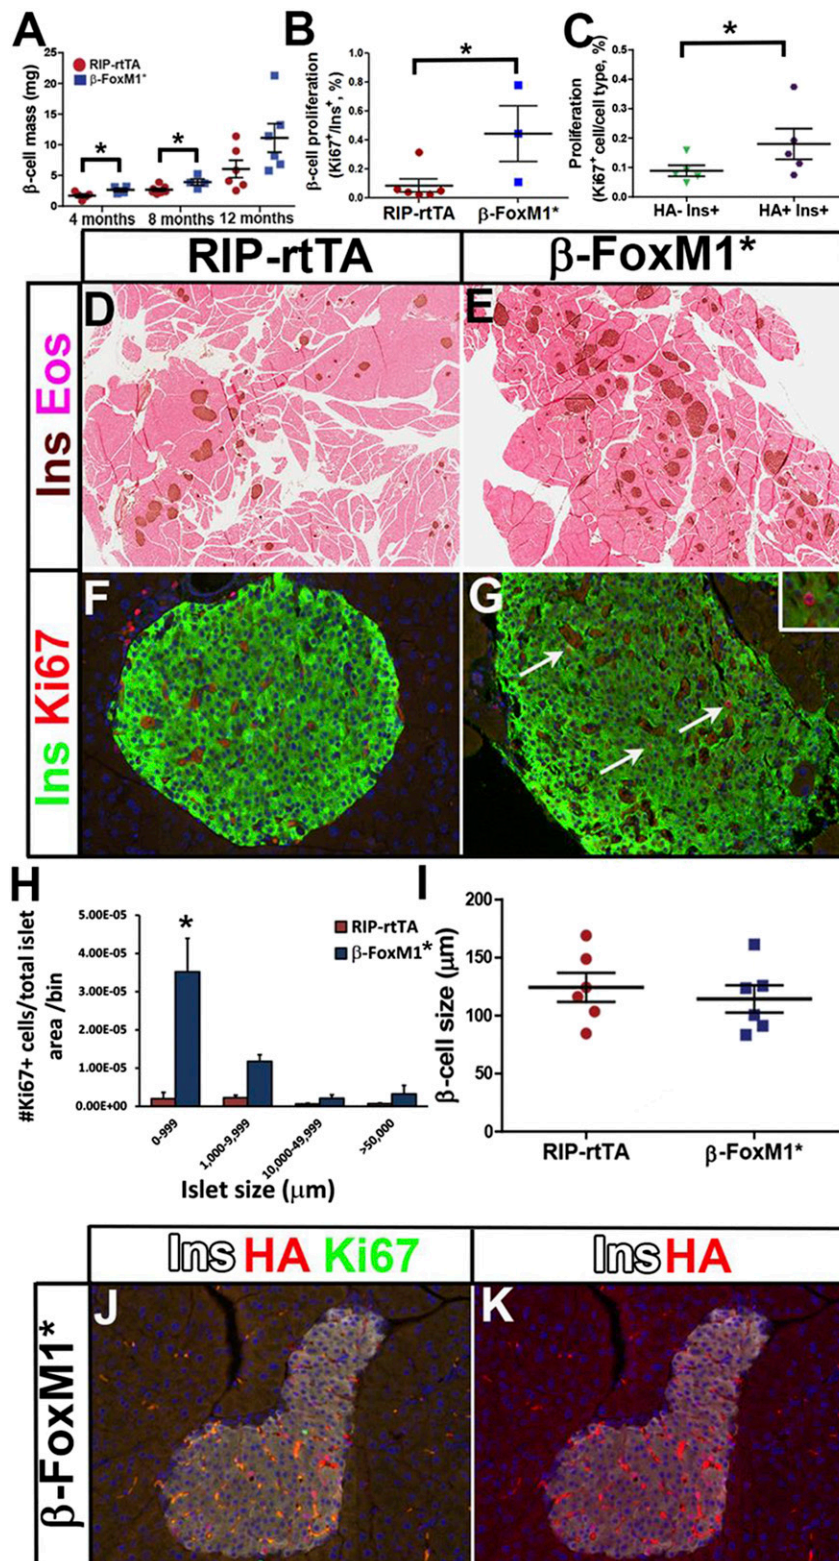 A
β-cell mass (mg)
25
20
15
10
5
0
RIP-rtTA
β-FoxM1*
*
*
4 months
8 months
12 months
B
β-cell proliferation
(Ki67+/Ins+, %)
1.0
0.8
0.6
0.4
0.2
0.0
*
RIP-rtTA
β-FoxM1*
C
Proliferation
(Ki67+ cell/cell type, %)
0.5
0.4
0.3
0.2
0.1
0.0
*
HA- Ins+
HA+ Ins+
RIP-rtTA
β-FoxM1*
Ins Eos
D
E
Ins Ki67
F
G
H
#Ki67+ cells/total islet
area /bin
5.00E-05
4.00E-05
3.00E-05
2.00E-05
1.00E-05
0.00E+00
*
RIP-rtTA
β-FoxM1*
0-999
1,000-9,999
10,000-49,999
>50,000
Islet size (μm)
I
β-cell size (μm)
200
150
100
50
0
RIP-rtTA
β-FoxM1*
Ins HA Ki67
Ins HA
β-FoxM1*
J
K